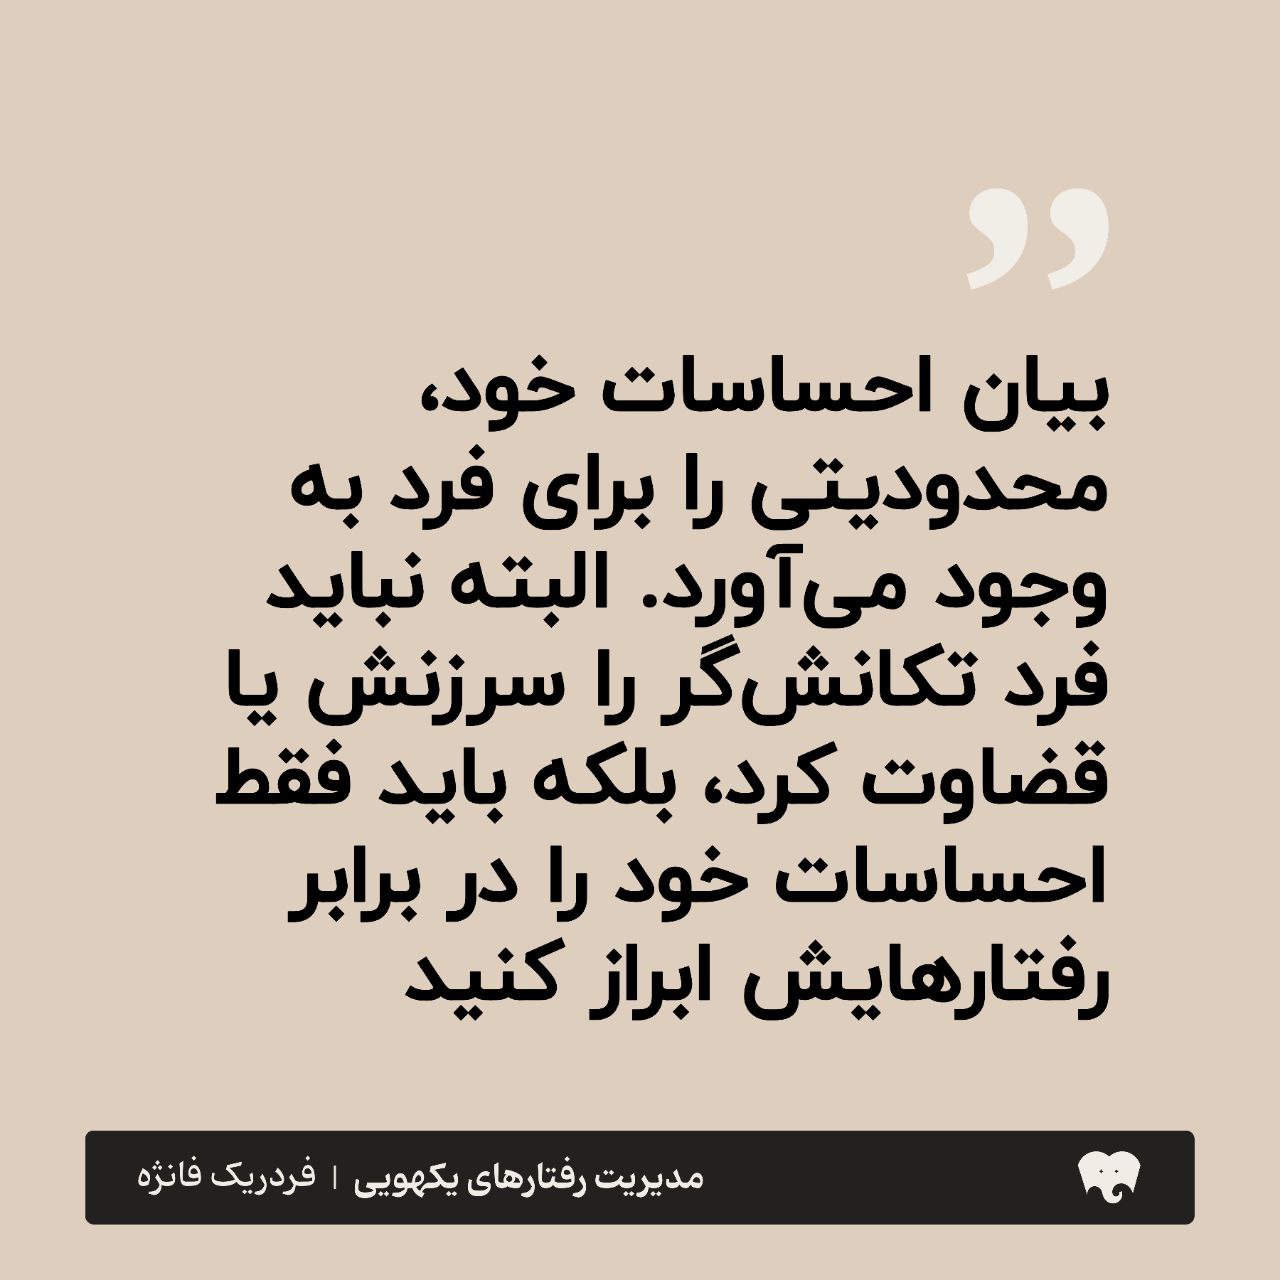 بیان احساسات خود،
محدودیتی را برای فرد به
وجود می‌آورد. البته نباید
فرد تکانش‌گر را سرزنش یا
قضاوت کرد، بلکه باید فقط
احساسات خود را در برابر
رفتارهایش ابراز کنید
مدیریت رفتارهای یکهویی | فردریک فانژه